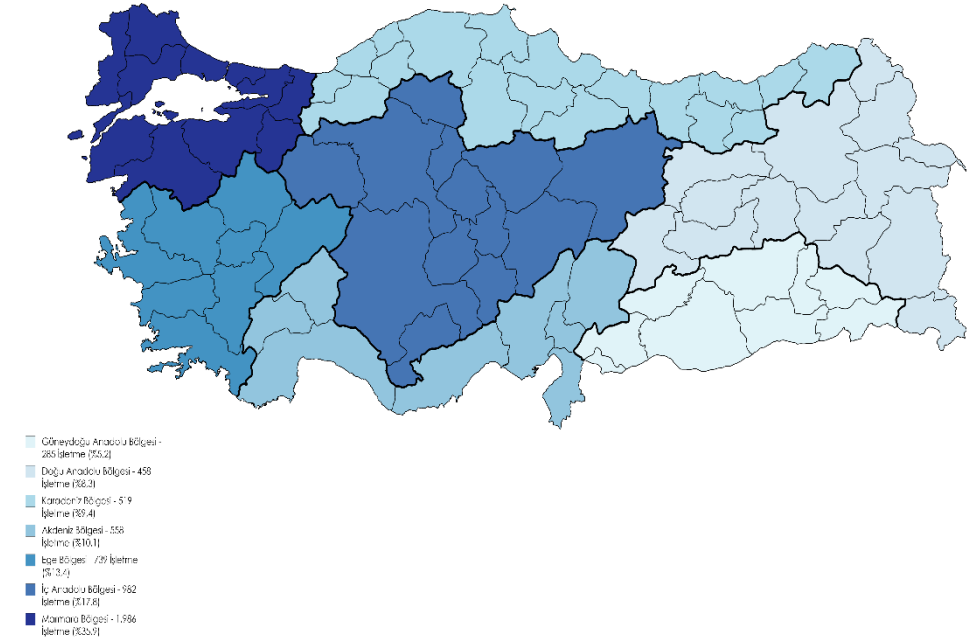 Güneydoğu Anadolu Bölgesi -
285 İşletme (%5,2)
Doğu Anadolu Bölgesi - 458
İşletme (%8,3)
Karadeniz Bölgesi - 519
İşletme (%9,4)
Akdeniz Bölgesi - 558
İşletme (%10,1)
Ege Bölgesi - 739 İşletme
(%13,4)
İç Anadolu Bölgesi - 982
İşletme (%17,8)
Marmara Bölgesi - 1.986
İşletme (%35,9)